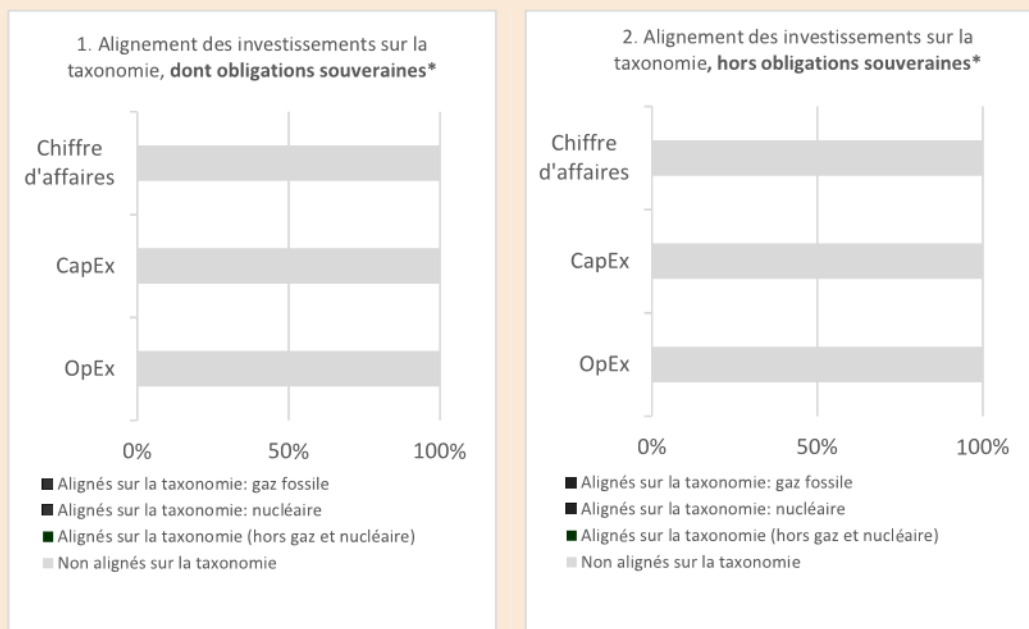 1. Alignement des investissements sur la
taxonomie, dont obligations souveraines*
Chiffre
d'affaires
CapEx
OpEx
0% 50% 100%
Alignés sur la taxonomie: gaz fossile
Alignés sur la taxonomie: nucléaire
Alignés sur la taxonomie (hors gaz et nucléaire)
Non alignés sur la taxonomie
2. Alignement des investissements sur la
taxonomie, hors obligations souveraines*
Chiffre
d'affaires
CapEx
OpEx
0% 50% 100%
Alignés sur la taxonomie: gaz fossile
Alignés sur la taxonomie: nucléaire
Alignés sur la taxonomie (hors gaz et nucléaire)
Non alignés sur la taxonomie